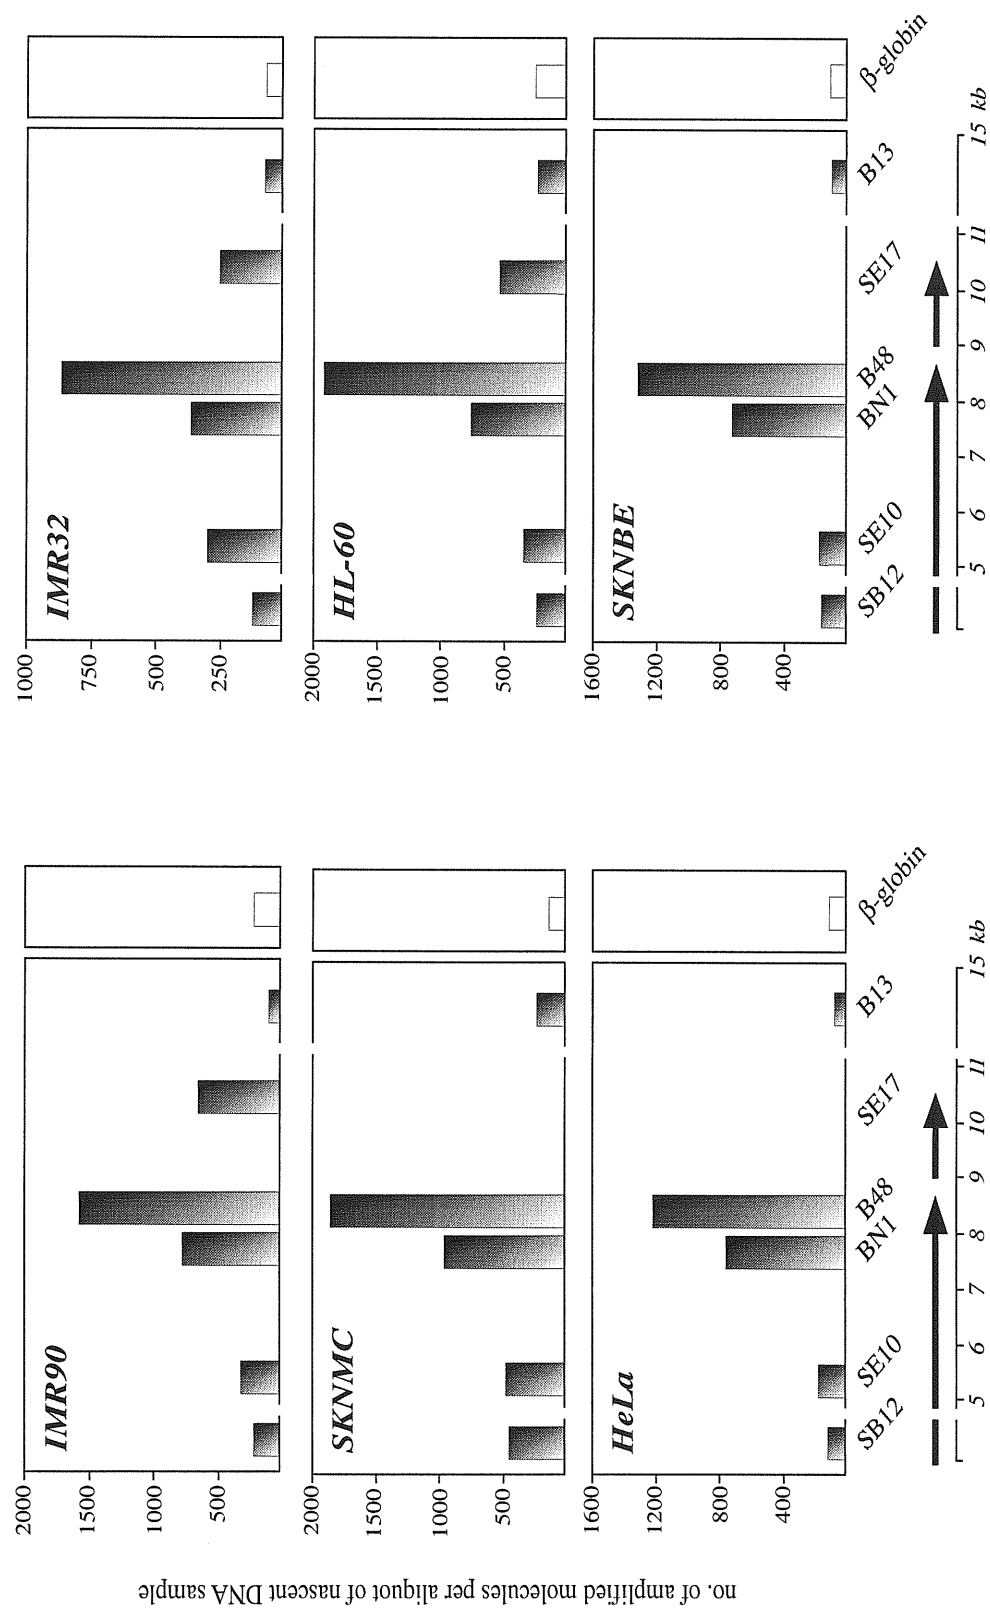 no. of amplified molecules per aliquot of nascent DNA sample
IMR90
2000
1500
1000
500
SKNMC
2000
1500
1000
500
HeLa
1600
1200
800
400
SB12 SE10 BN1 B48 SE17 B13 β-globin
5 6 7 8 9 10 11 15 kb
IMR32
1000
750
500
250
HL-60
2000
1500
1000
500
SKNBE
1600
1200
800
400
SB12 SE10 BN1 B48 SE17 B13 β-globin
5 6 7 8 9 10 11 15 kb